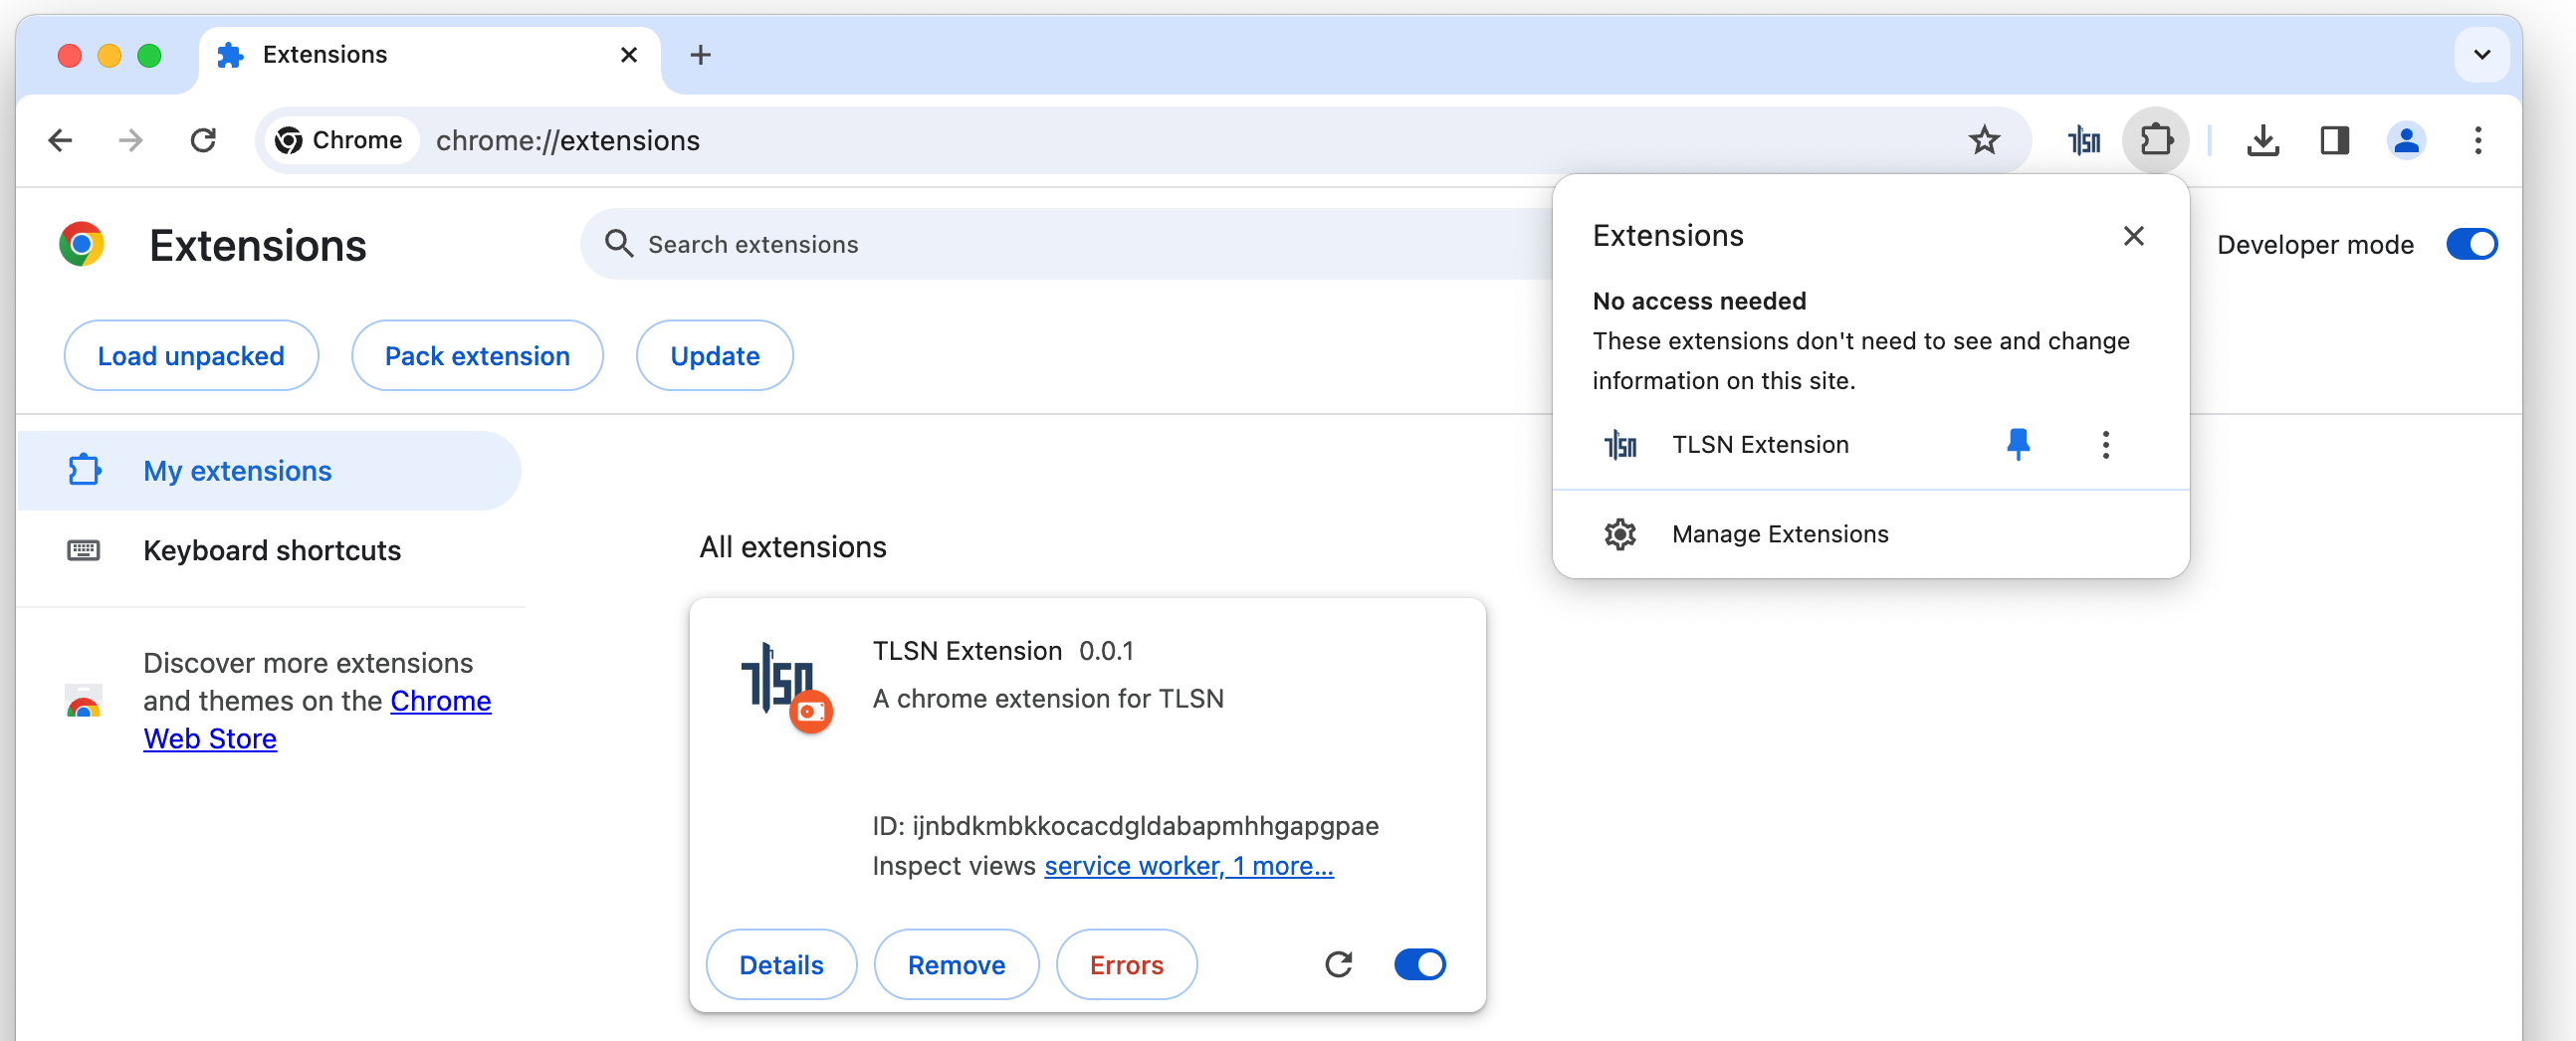 Extensions
Chrome
chrome://extensions
tlsn
Extensions
Search extensions
Developer mode
Load unpacked
Pack extension
Update
Extensions
No access needed
These extensions don't need to see and change
information on this site.
tlsn
TLSN Extension
Manage Extensions
My extensions
Keyboard shortcuts
Discover more extensions
and themes on the Chrome
Web Store
All extensions
tlsn
TLSN Extension 0.0.1
A chrome extension for TLSN
ID: ijnbdkmbkkocacdgldabapmhhgapgpae
Inspect views service worker, 1 more...
Details
Remove
Errors